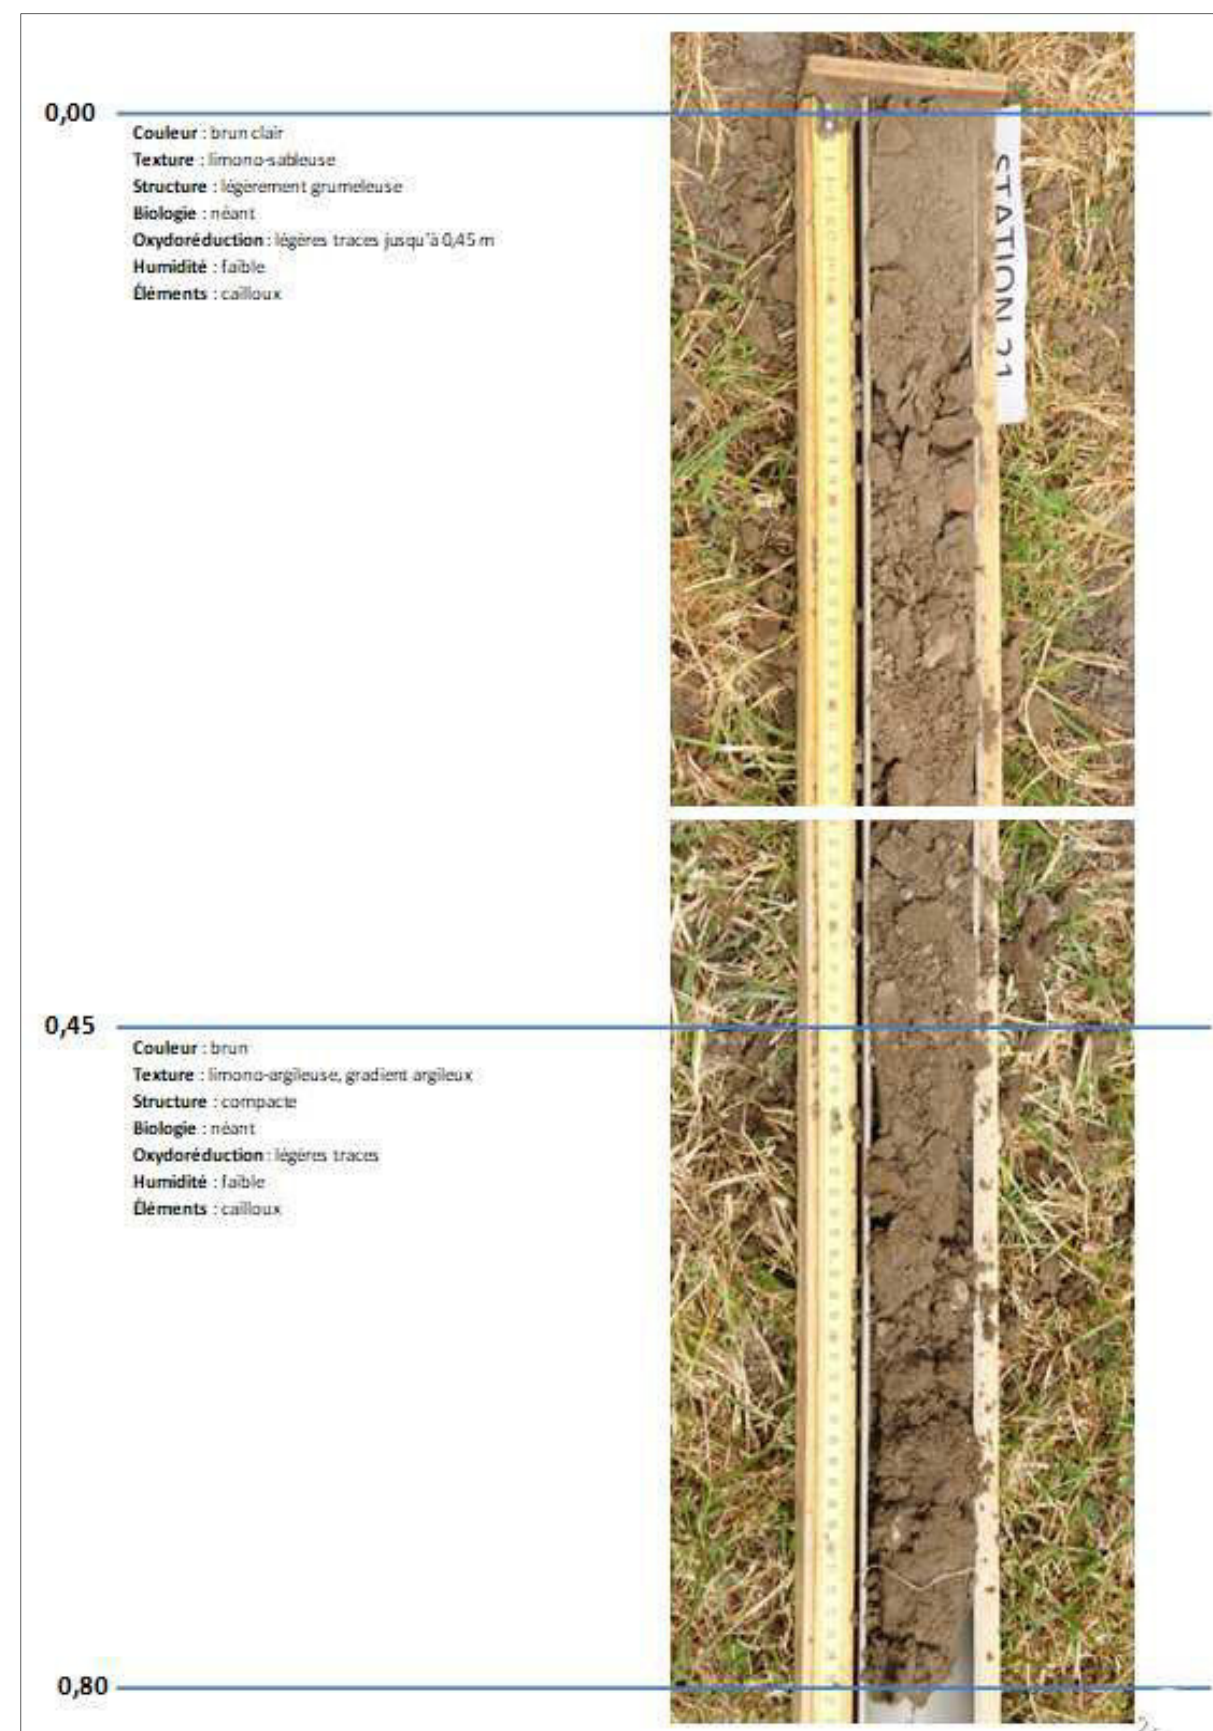 0,00
Couleur : brun clair
Texture : limono-sableuse
Structure : légèrement grumeleuse
Biologie : néant
Oxydoréduction : légères traces jusqu'à 0,45 m
Humidité : faible
Éléments : cailloux
STATION 21
0,45
Couleur : brun
Texture : limono-argileuse, gradient argileux
Structure : compacte
Biologie : néant
Oxydoréduction : légères traces
Humidité : faible
Éléments : cailloux
0,80